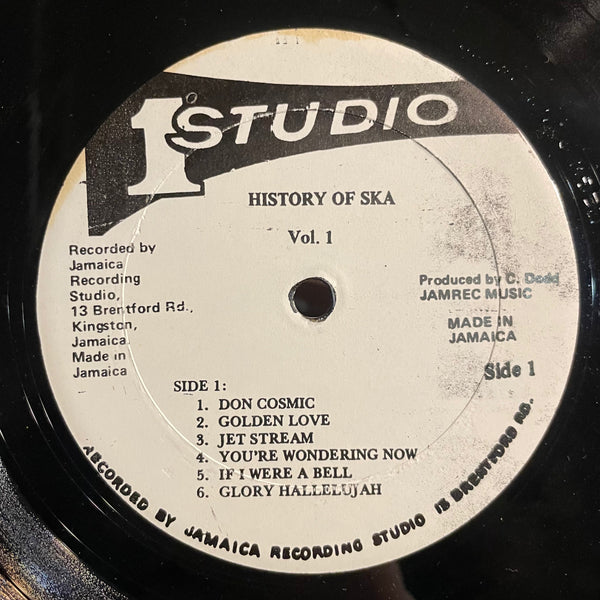 1 STUDIO
HISTORY OF SKA
Vol. 1
Recorded by
Jamaica
Recording
Studio,
13 Brentford Rd.,
Kingston,
Jamaica.
Made in
Jamaica
Produced by C. Dodd
JAMREC MUSIC
MADE IN
JAMAICA
Side 1
SIDE 1:
1. DON COSMIC
2. GOLDEN LOVE
3. JET STREAM
4. YOU'RE WONDERING NOW
5. IF I WERE A BELL
6. GLORY HALLELUJAH
RECORDED BY JAMAICA RECORDING STUDIO 13 BRENTFORD RD.